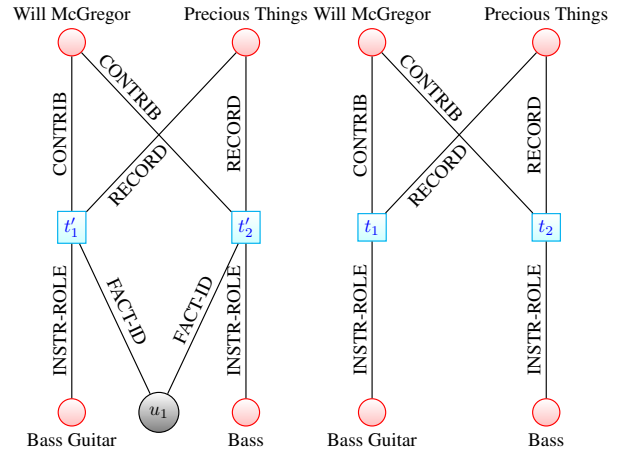 Will McGregor Precious Things Will McGregor Precious Things
CONTRIB CONTRIB RECORD RECORD CONTRIB CONTRIB RECORD RECORD
t′₁ t′₂ t₁ t₂
INSTR-ROLE FACT-ID FACT-ID INSTR-ROLE INSTR-ROLE INSTR-ROLE
u₁
Bass Guitar Bass Bass Guitar Bass